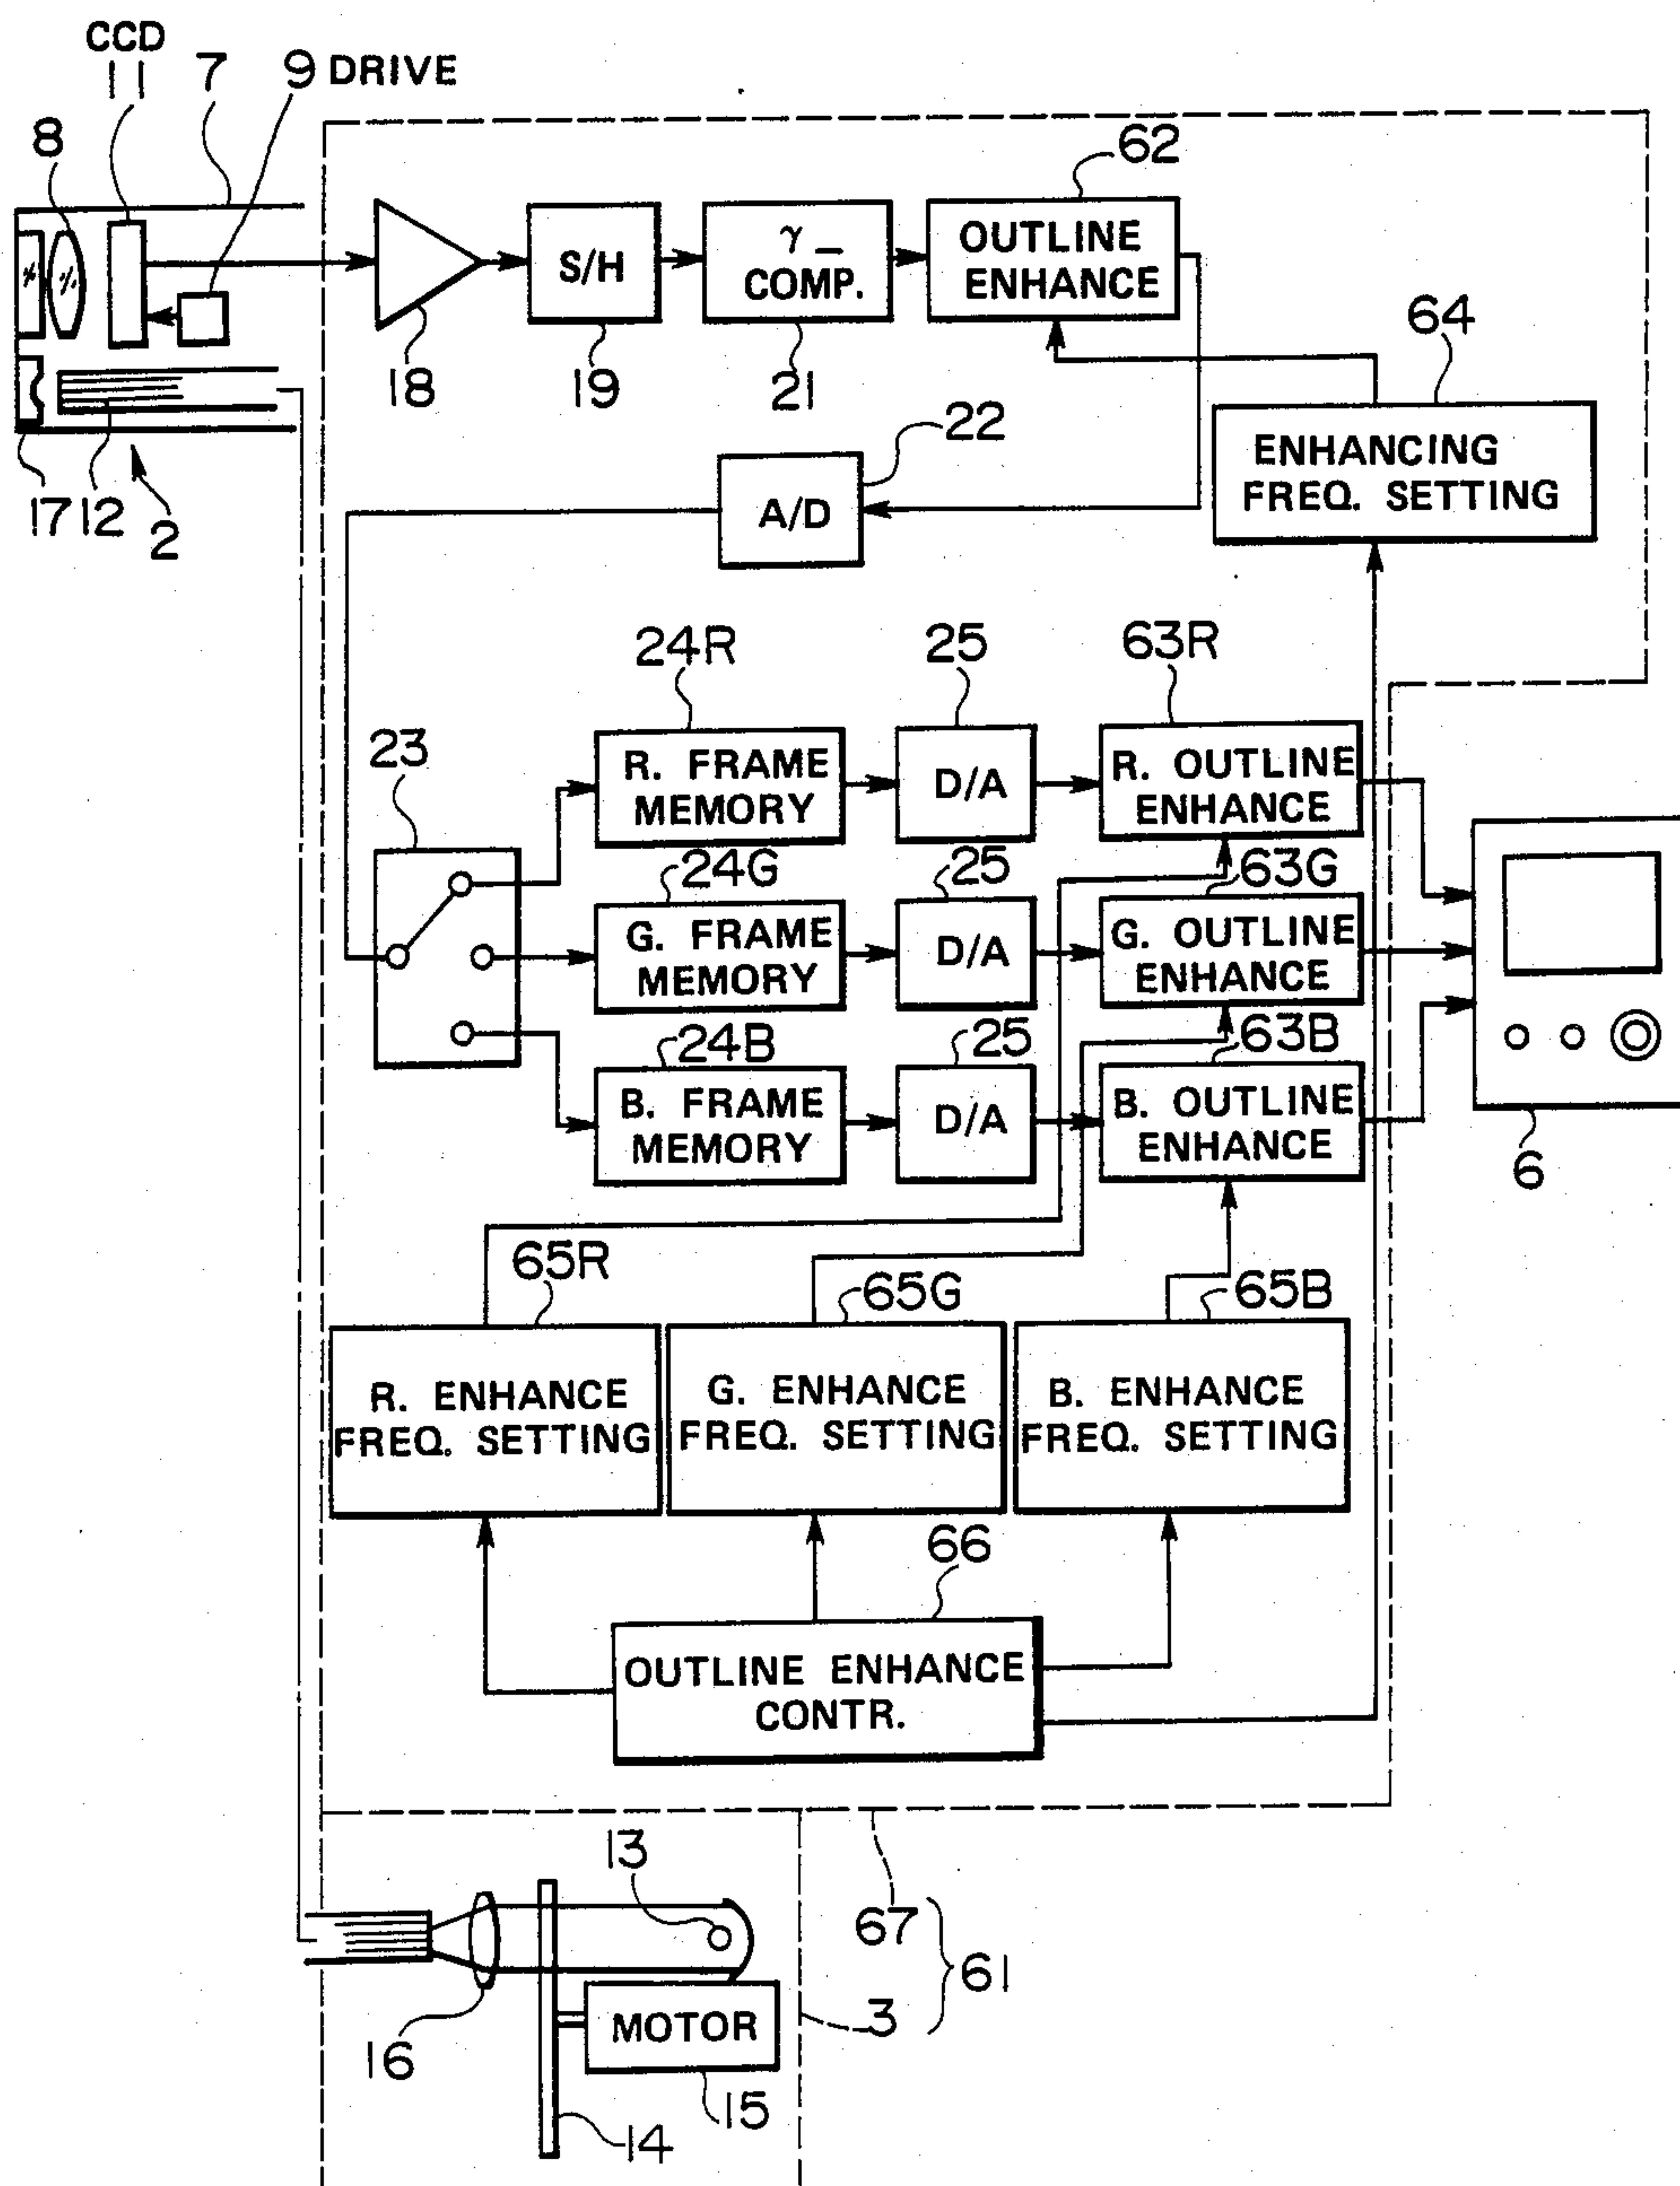 CCD
11
7
9 DRIVE
8
62
OUTLINE
ENHANCE
S/H
γ –
COMP.
64
18
19
21
22
ENHANCING
FREQ. SETTING
A/D
17
12
2
24R
25
63R
23
R. FRAME
MEMORY
D/A
R. OUTLINE
ENHANCE
24G
25
63G
G. FRAME
MEMORY
D/A
G. OUTLINE
ENHANCE
24B
25
63B
B. FRAME
MEMORY
D/A
B. OUTLINE
ENHANCE
6
65R
65G
65B
R. ENHANCE
FREQ. SETTING
G. ENHANCE
FREQ. SETTING
B. ENHANCE
FREQ. SETTING
66
OUTLINE ENHANCE
CONTR.
13
67
61
3
MOTOR
16
15
14